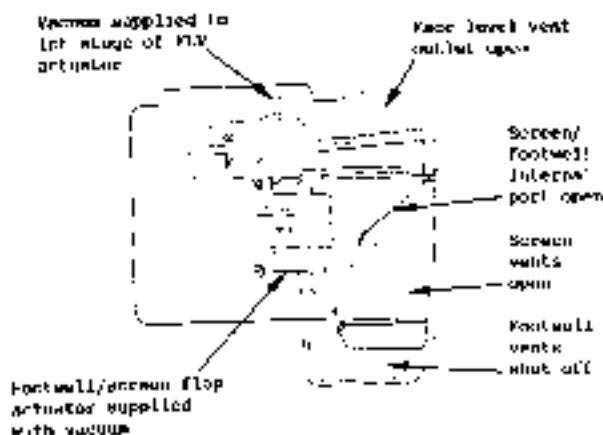 Vacuum supplied to
1st stage of FLV
actuator
Face level vent
outlet open
Screen/
Footwell
internal
port open
Screen
vents
open
Footwell
vents
shut off
Footwell/screen flap
actuator supplied
with vacuum